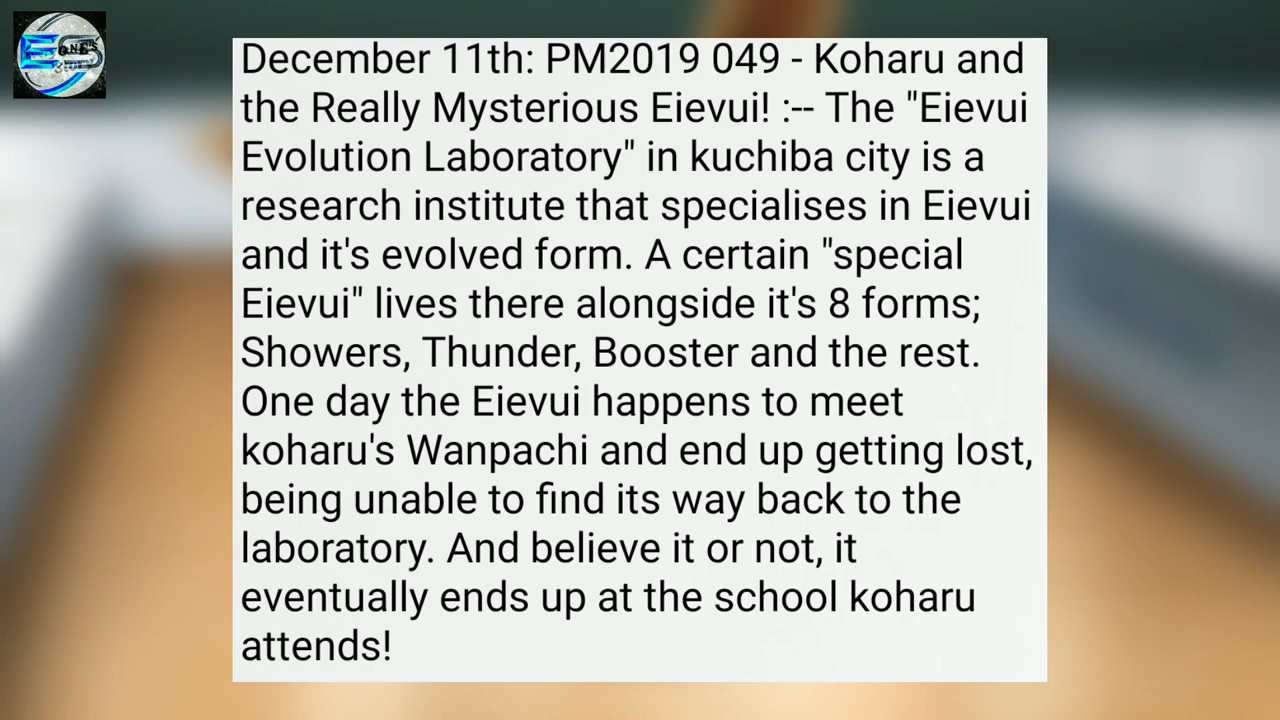 ES
ONE'S
December 11th: PM2019 049 - Koharu and
the Really Mysterious Eievui! :-- The "Eievui
Evolution Laboratory" in kuchiba city is a
research institute that specialises in Eievui
and it's evolved form. A certain "special
Eievui" lives there alongside it's 8 forms;
Showers, Thunder, Booster and the rest.
One day the Eievui happens to meet
koharu's Wanpachi and end up getting lost,
being unable to find its way back to the
laboratory. And believe it or not, it
eventually ends up at the school koharu
attends!